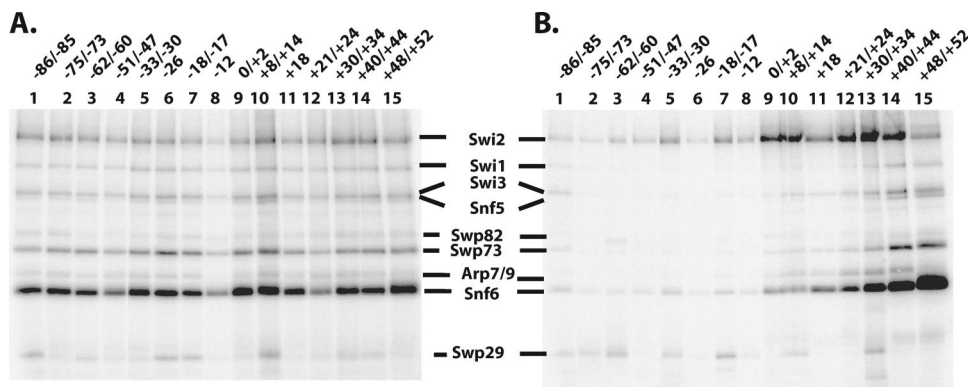 A.
-86/-85 -75/-73 -62/-60 -51/-47 -33/-30 -26 -18/-17 -12 0/+2 +8/+14 +18 +21/+24 +30/+34 +40/+44 +48/+52
1 2 3 4 5 6 7 8 9 10 11 12 13 14 15
B.
-86/-85 -75/-73 -62/-60 -51/-47 -33/-30 -26 -18/-17 -12 0/+2 +8/+14 +18 +21/+24 +30/+34 +40/+44 +48/+52
1 2 3 4 5 6 7 8 9 10 11 12 13 14 15
Swi2
Swi1
Swi3
Snf5
Swp82
Swp73
Arp7/9
Snf6
Swp29